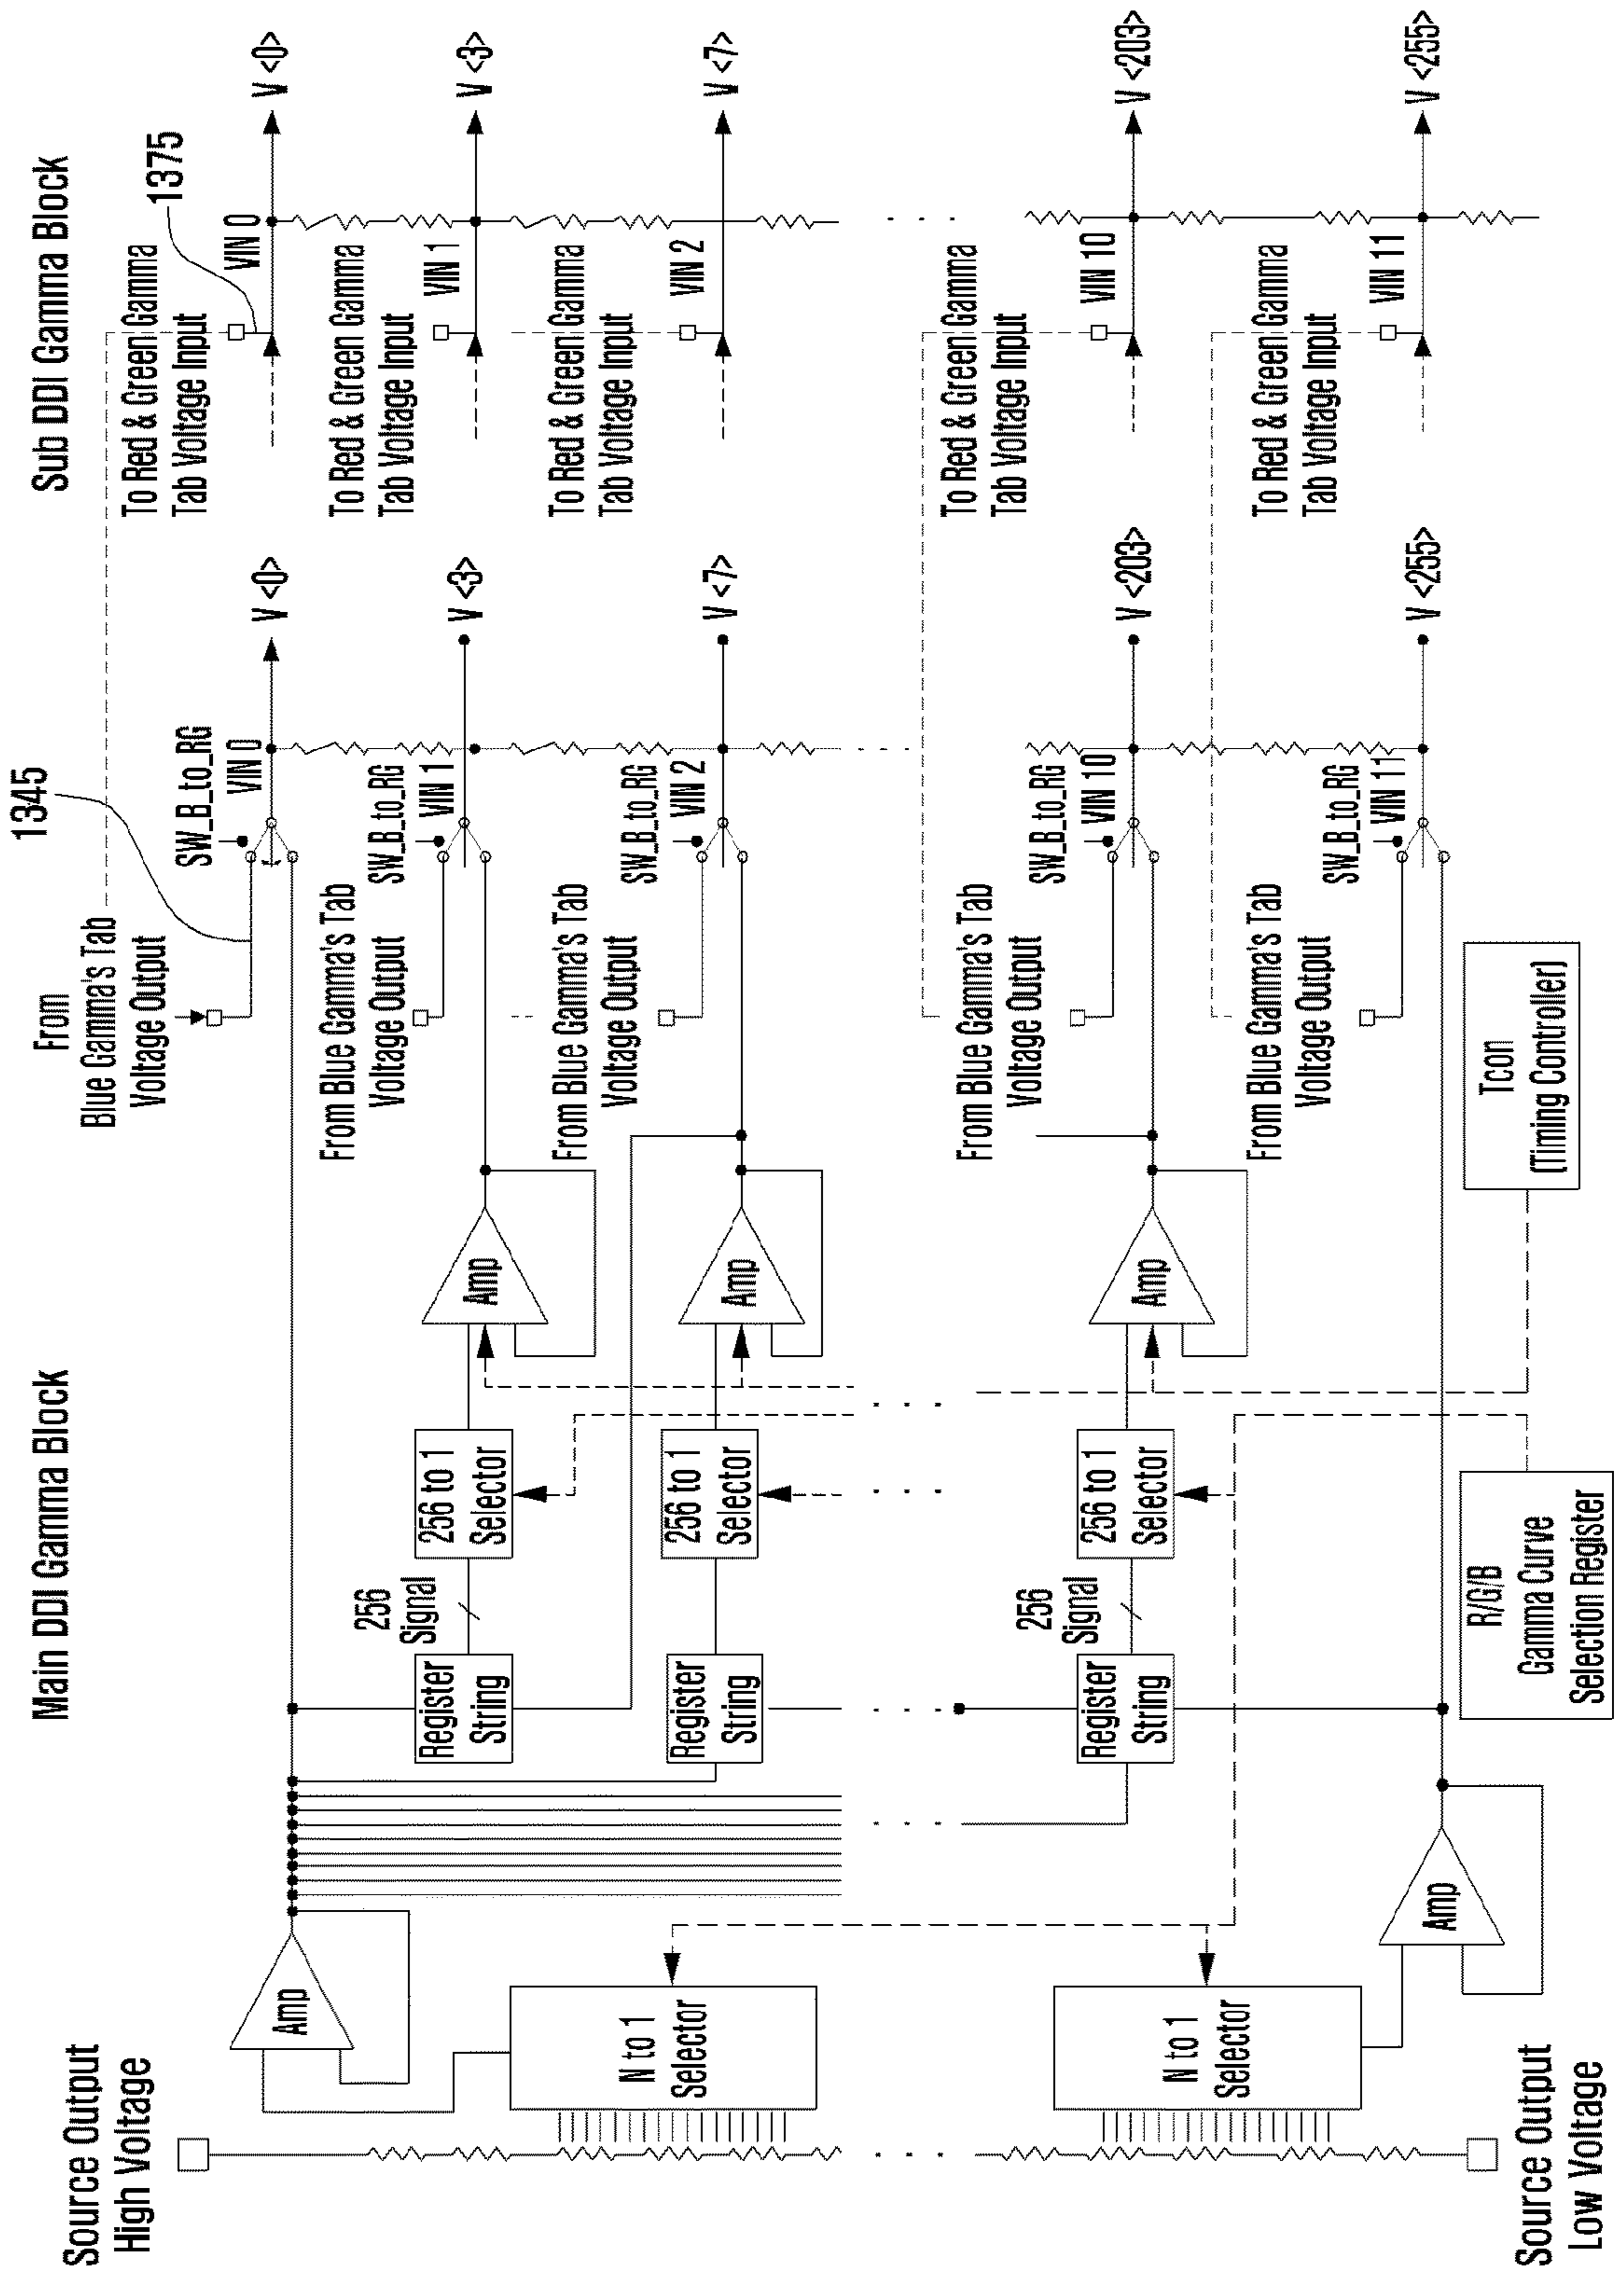 Main DDI Gamma Block
Sub DDI Gamma Block
Source Output
High Voltage
Amp
N to 1
Selector
From
Blue Gamma's Tab
Voltage Output
1345
SW_B_to_RG
VIN 0
V <0>
To Red & Green Gamma
Tab Voltage Input
1375
VIN 0
V <0>
Register
String
256
Signal
256 to 1
Selector
Amp
From Blue Gamma's Tab
Voltage Output
SW_B_to_RG
VIN 1
V <3>
To Red & Green Gamma
Tab Voltage Input
VIN 1
V <3>
Register
String
256 to 1
Selector
Amp
From Blue Gamma's Tab
Voltage Output
SW_B_to_RG
VIN 2
V <7>
To Red & Green Gamma
Tab Voltage Input
VIN 2
V <7>
Register
String
256
Signal
256 to 1
Selector
Amp
From Blue Gamma's Tab
Voltage Output
SW_B_to_RG
VIN 10
V <203>
To Red & Green Gamma
Tab Voltage Input
VIN 10
V <203>
N to 1
Selector
Amp
From Blue Gamma's Tab
Voltage Output
SW_B_to_RG
VIN 11
V <255>
To Red & Green Gamma
Tab Voltage Input
VIN 11
V <255>
Source Output
Low Voltage
R/G/B
Gamma Curve
Selection Register
Tcon
(Timing Controller)